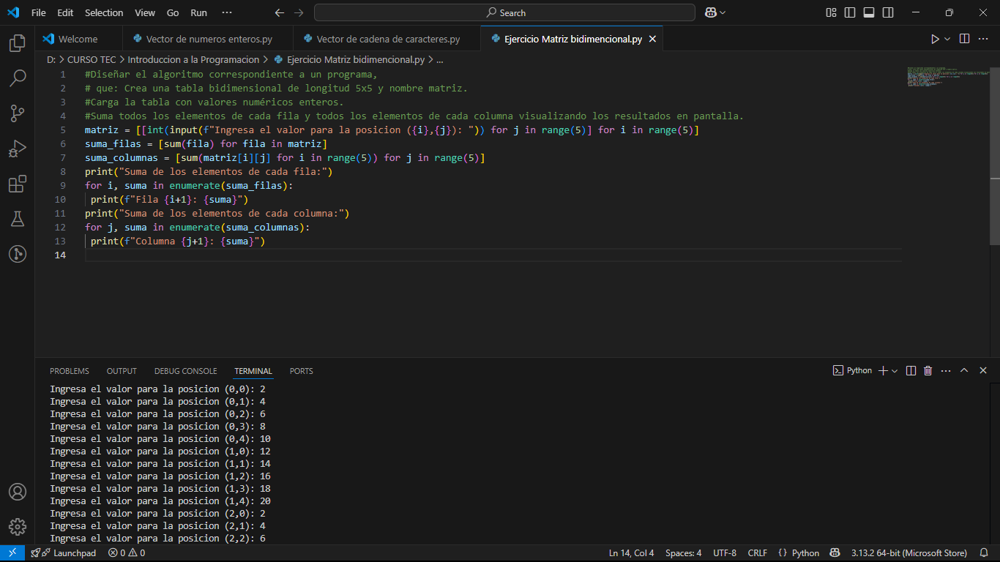 File Edit Selection View Go Run ··· Search
Welcome Vector de numeros enteros.py Vector de cadena de caracteres.py Ejercicio Matriz bidimencional.py
D: > CURSO TEC > Introduccion a la Programacion > Ejercicio Matriz bidimencional.py > ...
1 #Diseñar el algoritmo correspondiente a un programa,
2 # que: Crea una tabla bidimensional de longitud 5x5 y nombre matriz.
3 #Carga la tabla con valores numéricos enteros.
4 #Suma todos los elementos de cada fila y todos los elementos de cada columna visualizando los resultados en pantalla.
5 matriz = [[int(input(f"Ingresa el valor para la posicion ({i},{j}): ")) for j in range(5)] for i in range(5)]
6 suma_filas = [sum(fila) for fila in matriz]
7 suma_columnas = [sum(matriz[i][j] for i in range(5)) for j in range(5)]
8 print("Suma de los elementos de cada fila:")
9 for i, suma in enumerate(suma_filas):
10  print(f"Fila {i+1}: {suma}")
11 print("Suma de los elementos de cada columna:")
12 for j, suma in enumerate(suma_columnas):
13  print(f"Columna {j+1}: {suma}")
14
PROBLEMS OUTPUT DEBUG CONSOLE TERMINAL PORTS Python
Ingresa el valor para la posicion (0,0): 2
Ingresa el valor para la posicion (0,1): 4
Ingresa el valor para la posicion (0,2): 6
Ingresa el valor para la posicion (0,3): 8
Ingresa el valor para la posicion (0,4): 10
Ingresa el valor para la posicion (1,0): 12
Ingresa el valor para la posicion (1,1): 14
Ingresa el valor para la posicion (1,2): 16
Ingresa el valor para la posicion (1,3): 18
Ingresa el valor para la posicion (1,4): 20
Ingresa el valor para la posicion (2,0): 2
Ingresa el valor para la posicion (2,1): 4
Ingresa el valor para la posicion (2,2): 6
Launchpad 0 0 Ln 14, Col 4 Spaces: 4 UTF-8 CRLF {} Python 3.13.2 64-bit (Microsoft Store)